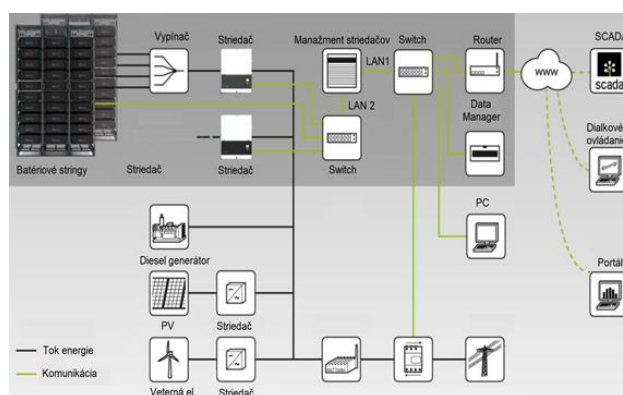 Vypínač
Striedač
Manažment striedačov
Switch
Router
SCADA
LAN1
www
scada
LAN 2
Data
Manager
Dialkové
ovládanie
Batériové stringy
Striedač
Striedač
Switch
PC
Diesel generátor
Portál
PV
Striedač
Tok energie
Komunikácia
Veterná el.
Striedač